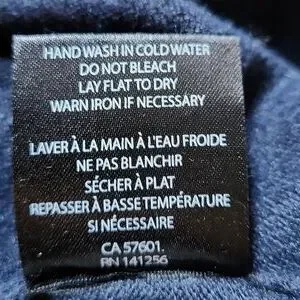 HAND WASH IN COLD WATER
DO NOT BLEACH
LAY FLAT TO DRY
WARN IRON IF NECESSARY
LAVER À LA MAIN À L'EAU FROIDE
NE PAS BLANCHIR
SÉCHER À PLAT
REPASSER À BASSE TEMPÉRATURE
SI NÉCESSAIRE
CA 57601.
RN 141256